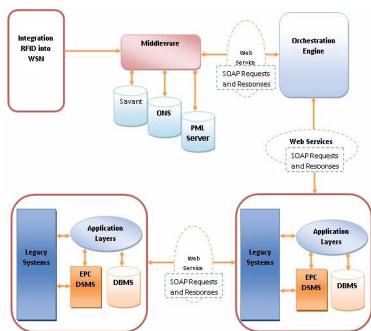 Integration
RFID into
WSN
Middleware
Web
Service
SOAP Requests
and Responses
Orchestration
Engine
Savant
ONS
PML
Server
Web Services
SOAP Requests
and Responses
Legacy
Systems
Application
Layers
EPC
DSMS
DBMS
Web
Service
SOAP Requests
and Responses
Legacy
Systems
Application
Layers
EPC
DSMS
DBMS